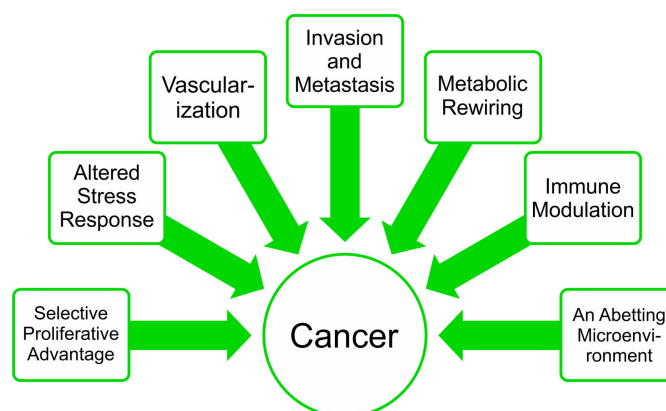 Invasion
and
Metastasis
Vascular-
ization
Metabolic
Rewiring
Altered
Stress
Response
Immune
Modulation
Selective
Proliferative
Advantage
Cancer
An Abetting
Microenvi-
ronment